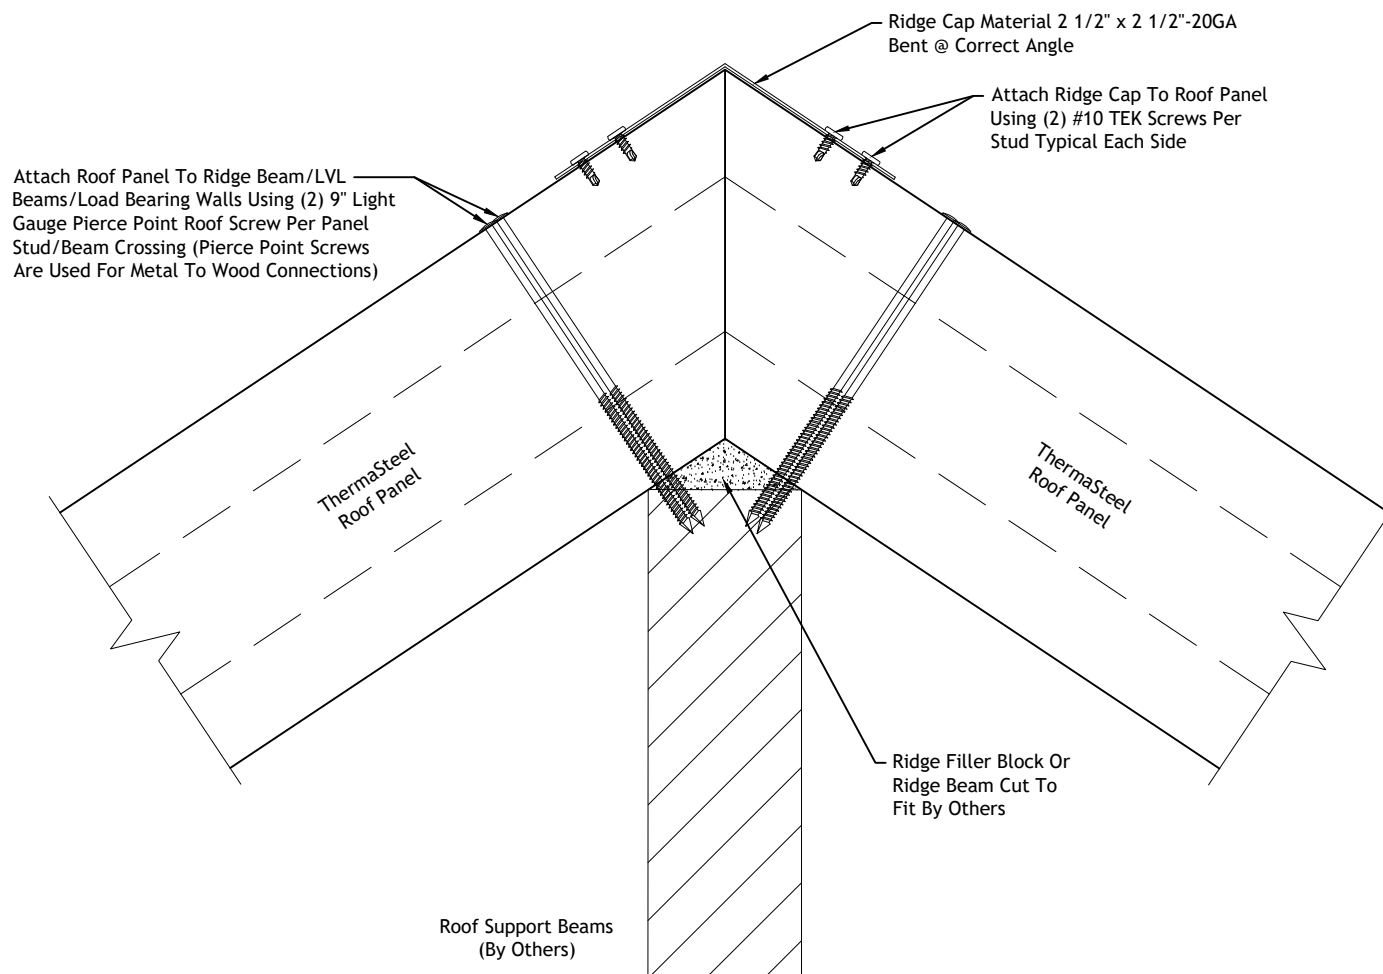 Ridge Cap Material 2 1/2" x 2 1/2"-20GA
Bent @ Correct Angle
Attach Ridge Cap To Roof Panel
Using (2) #10 TEK Screws Per
Stud Typical Each Side
Attach Roof Panel To Ridge Beam/LVL
Beams/Load Bearing Walls Using (2) 9" Light
Gauge Pierce Point Roof Screw Per Panel
Stud/Beam Crossing (Pierce Point Screws
Are Used For Metal To Wood Connections)
ThermaSteel
Roof Panel
ThermaSteel
Roof Panel
Ridge Filler Block Or
Ridge Beam Cut To
Fit By Others
Roof Support Beams
(By Others)